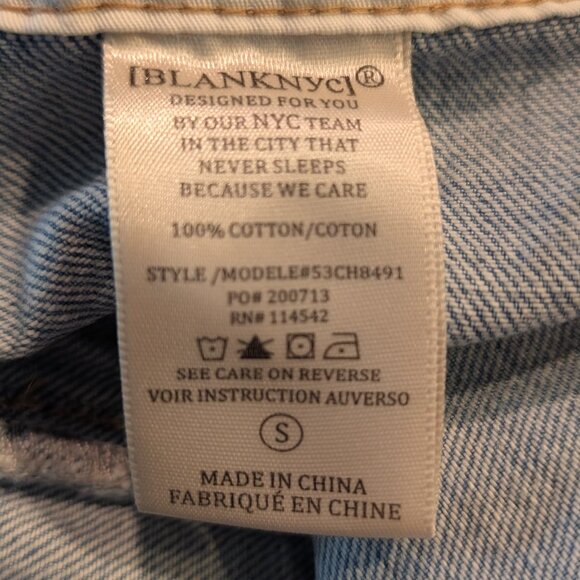 [BLANKNYC]®
DESIGNED FOR YOU
BY OUR NYC TEAM
IN THE CITY THAT
NEVER SLEEPS
BECAUSE WE CARE
100% COTTON/COTON
STYLE /MODELE#53CH8491
PO# 200713
RN# 114542
SEE CARE ON REVERSE
VOIR INSTRUCTION AUVERSO
S
MADE IN CHINA
FABRIQUÉ EN CHINE